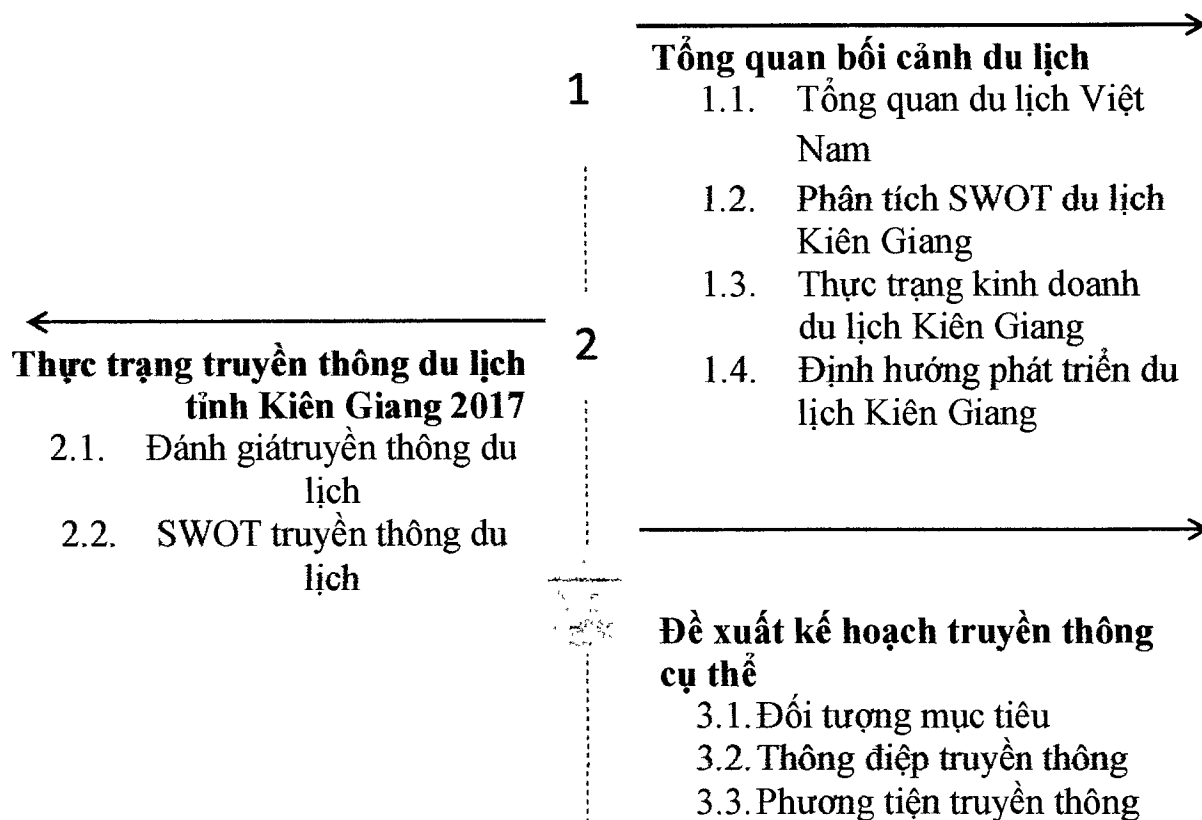 1
Tổng quan bối cảnh du lịch
1.1. Tổng quan du lịch Việt
Nam
1.2. Phân tích SWOT du lịch
Kiên Giang
1.3. Thực trạng kinh doanh
du lịch Kiên Giang
1.4. Định hướng phát triển du
lịch Kiên Giang
2
Thực trạng truyền thông du lịch
tỉnh Kiên Giang 2017
2.1. Đánh giátruyền thông du
lịch
2.2. SWOT truyền thông du
lịch
Đề xuất kế hoạch truyền thông
cụ thể
3.1.Đối tượng mục tiêu
3.2.Thông điệp truyền thông
3.3.Phương tiện truyền thông